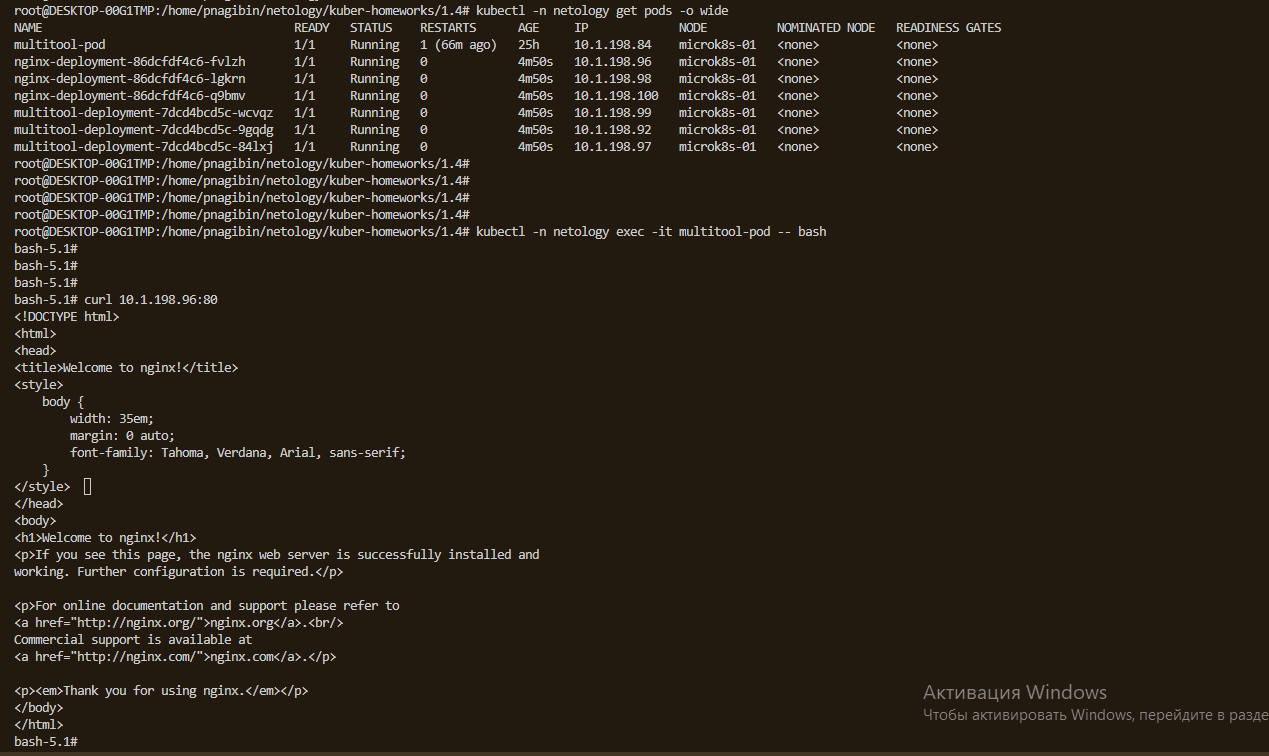 root@DESKTOP-00G1TMP:/home/pnagibin/netology/kuber-homeworks/1.4# kubectl -n netology get pods -o wide
NAME READY STATUS RESTARTS AGE IP NODE NOMINATED NODE READINESS GATES
multitool-pod 1/1 Running 1 (66m ago) 25h 10.1.198.84 microk8s-01 <none> <none>
nginx-deployment-86dcfdf4c6-fvlzh 1/1 Running 0 4m50s 10.1.198.96 microk8s-01 <none> <none>
nginx-deployment-86dcfdf4c6-lgkrn 1/1 Running 0 4m50s 10.1.198.98 microk8s-01 <none> <none>
nginx-deployment-86dcfdf4c6-q9bmv 1/1 Running 0 4m50s 10.1.198.100 microk8s-01 <none> <none>
multitool-deployment-7dcd4bcd5c-wcvqz 1/1 Running 0 4m50s 10.1.198.99 microk8s-01 <none> <none>
multitool-deployment-7dcd4bcd5c-9gqdg 1/1 Running 0 4m50s 10.1.198.92 microk8s-01 <none> <none>
multitool-deployment-7dcd4bcd5c-84lxj 1/1 Running 0 4m50s 10.1.198.97 microk8s-01 <none> <none>
root@DESKTOP-00G1TMP:/home/pnagibin/netology/kuber-homeworks/1.4#
root@DESKTOP-00G1TMP:/home/pnagibin/netology/kuber-homeworks/1.4#
root@DESKTOP-00G1TMP:/home/pnagibin/netology/kuber-homeworks/1.4#
root@DESKTOP-00G1TMP:/home/pnagibin/netology/kuber-homeworks/1.4#
root@DESKTOP-00G1TMP:/home/pnagibin/netology/kuber-homeworks/1.4# kubectl -n netology exec -it multitool-pod -- bash
bash-5.1#
bash-5.1#
bash-5.1#
bash-5.1# curl 10.1.198.96:80
<!DOCTYPE html>
<html>
<head>
<title>Welcome to nginx!</title>
<style>
    body {
        width: 35em;
        margin: 0 auto;
        font-family: Tahoma, Verdana, Arial, sans-serif;
    }
</style>
</head>
<body>
<h1>Welcome to nginx!</h1>
<p>If you see this page, the nginx web server is successfully installed and
working. Further configuration is required.</p>

<p>For online documentation and support please refer to
<a href="http://nginx.org/">nginx.org</a>.<br/>
Commercial support is available at
<a href="http://nginx.com/">nginx.com</a>.</p>

<p><em>Thank you for using nginx.</em></p>
</body>
</html>
bash-5.1#
Активация Windows
Чтобы активировать Windows, перейдите в разде